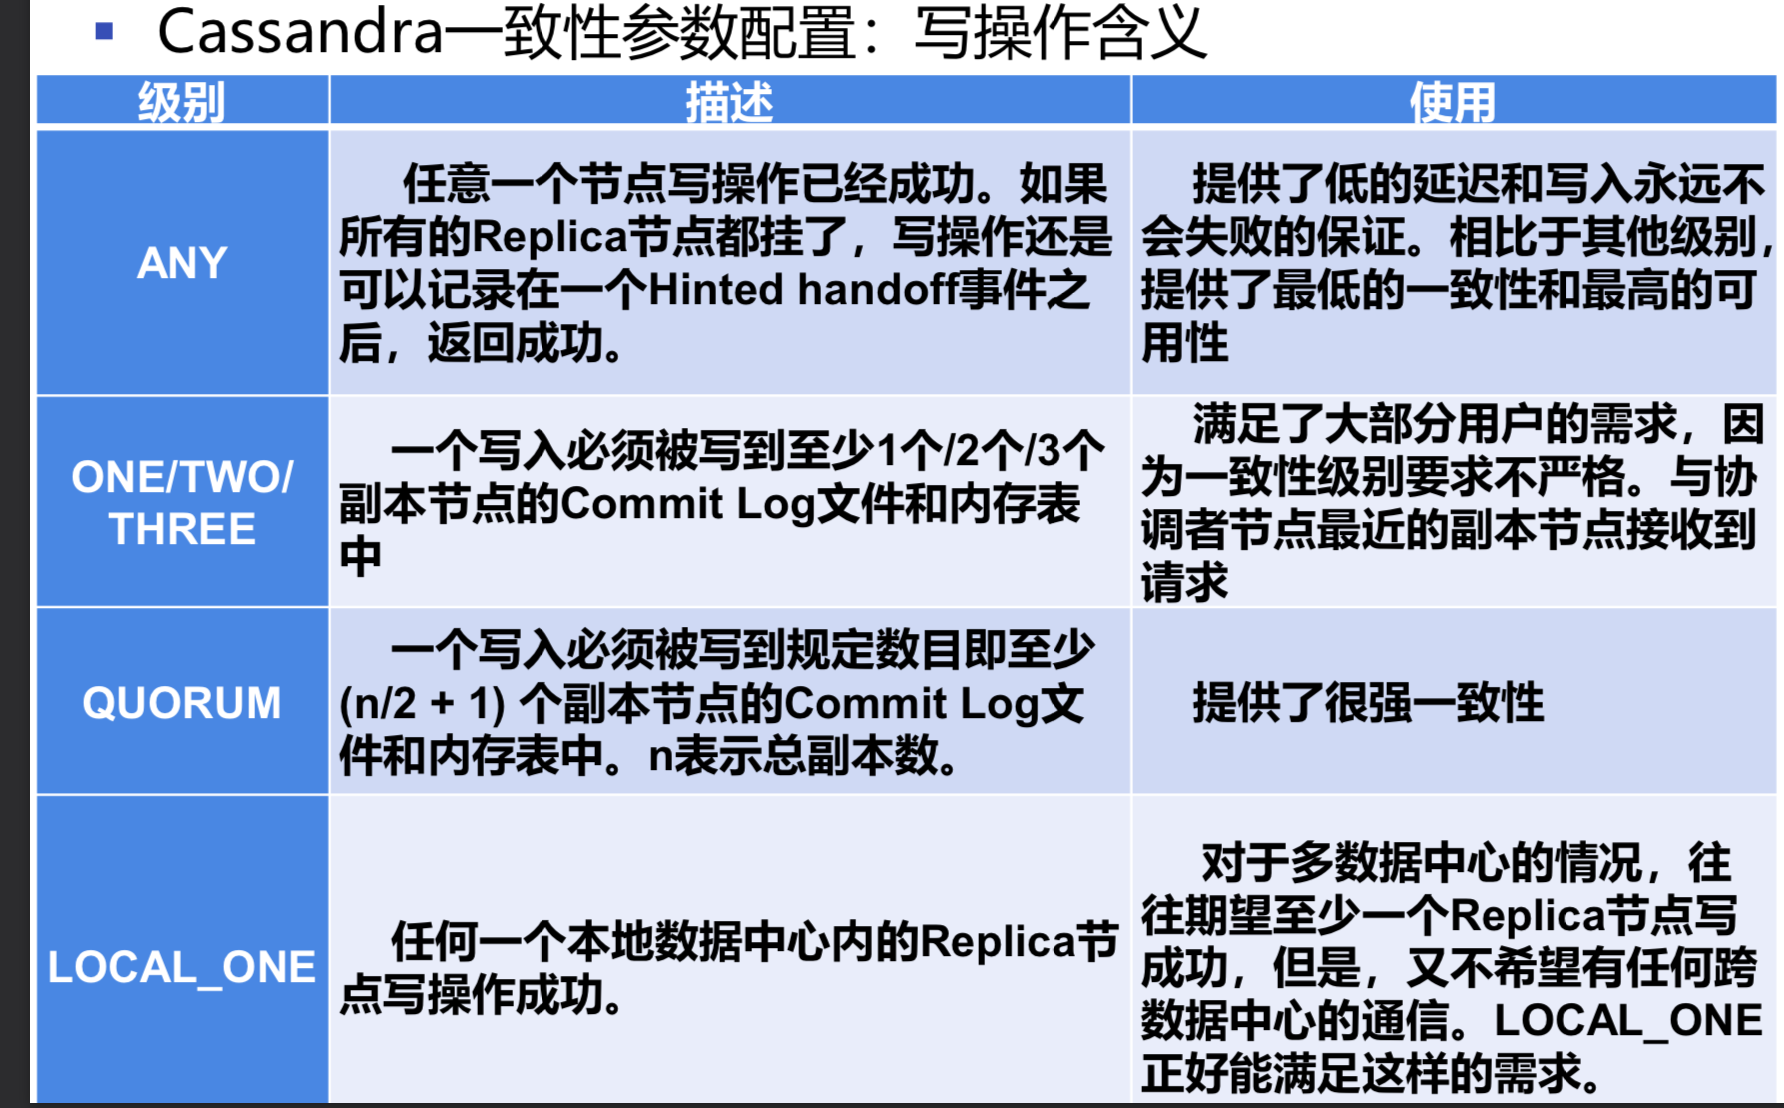 ▪ Cassandra一致性参数配置：写操作含义
级别 描述 使用
ANY
任意一个节点写操作已经成功。如果
所有的Replica节点都挂了，写操作还是
可以记录在一个Hinted handoff事件之
后，返回成功。
提供了低的延迟和写入永远不
会失败的保证。相比于其他级别，
提供了最低的一致性和最高的可
用性
ONE/TWO/
THREE
一个写入必须被写到至少1个/2个/3个
副本节点的Commit Log文件和内存表
中
满足了大部分用户的需求，因
为一致性级别要求不严格。与协
调者节点最近的副本节点接收到
请求
QUORUM
一个写入必须被写到规定数目即至少
(n/2 + 1) 个副本节点的Commit Log文
件和内存表中。n表示总副本数。
提供了很强一致性
LOCAL_ONE
任何一个本地数据中心内的Replica节
点写操作成功。
对于多数据中心的情况，往
往期望至少一个Replica节点写
成功，但是，又不希望有任何跨
数据中心的通信。LOCAL_ONE
正好能满足这样的需求。